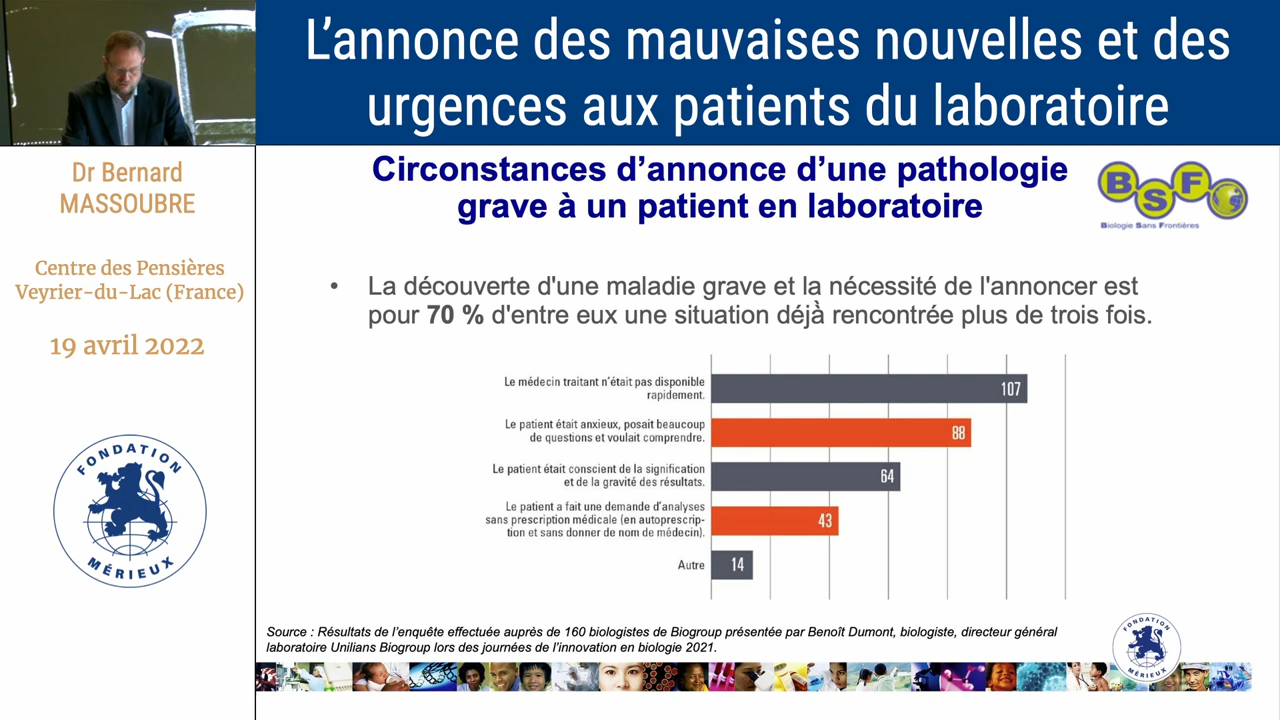 L'annonce des mauvaises nouvelles et des
urgences aux patients du laboratoire
Dr Bernard
MASSOUBRE
Centre des Pensières
Veyrier-du-Lac (France)
19 avril 2022
FONDATION
MÉRIEUX
Circonstances d'annonce d'une pathologie
grave à un patient en laboratoire
BSF
Biologie Sans Frontières
• La découverte d'une maladie grave et la nécessité de l'annoncer est
pour 70 % d'entre eux une situation déjà rencontrée plus de trois fois.
Le médecin traitant n'était pas disponible
rapidement.
107
Le patient était anxieux, posait beaucoup
de questions et voulait comprendre.
88
Le patient était conscient de la signification
et de la gravité des résultats.
64
Le patient a fait une demande d'analyses
sans prescription médicale (en autoprescrip-
tion et sans donner de nom de médecin).
43
Autre
14
Source : Résultats de l'enquête effectuée auprès de 160 biologistes de Biogroup présentée par Benoît Dumont, biologiste, directeur général
laboratoire Unilians Biogroup lors des journées de l'innovation en biologie 2021.
FONDATION
MÉRIEUX